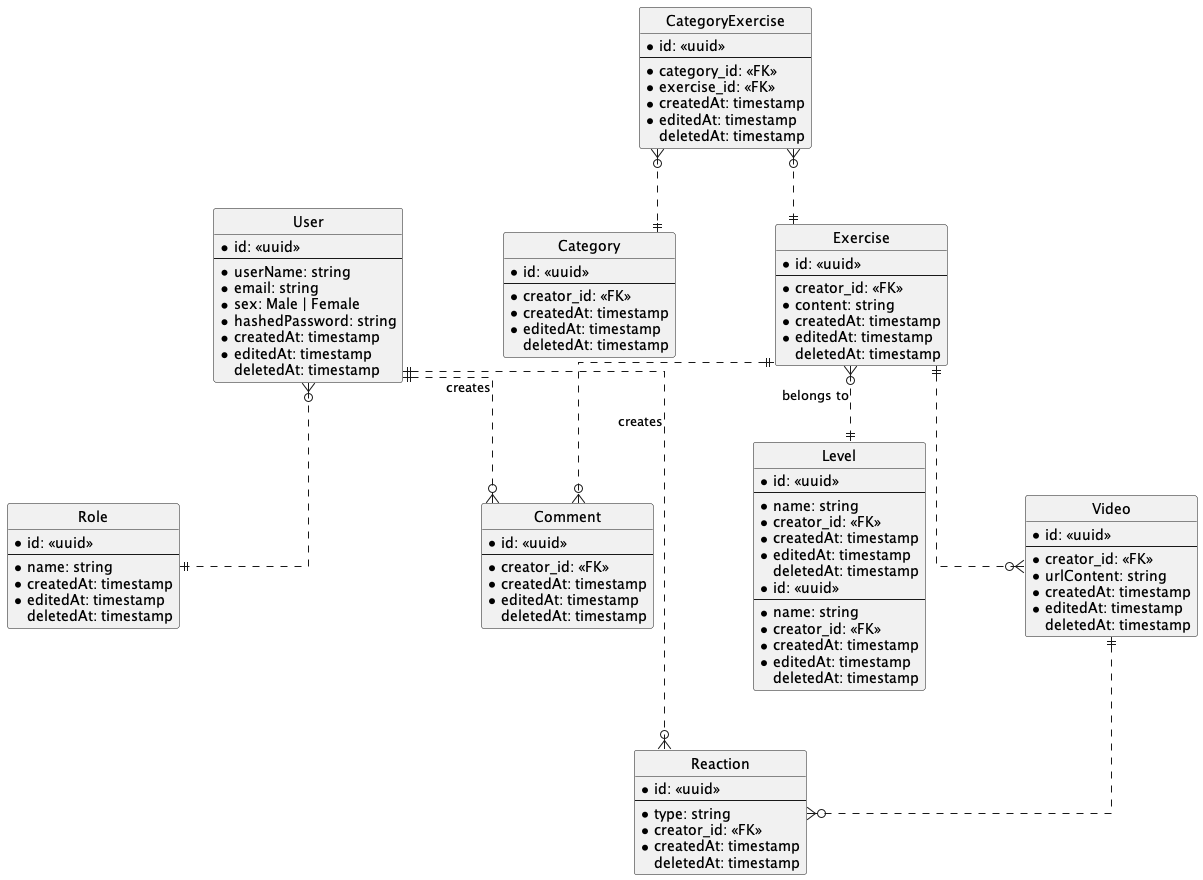 CategoryExercise
id: «uuid»
category_id: «FK»
exercise_id: «FK»
createdAt: timestamp
editedAt: timestamp
deletedAt: timestamp
User
id: «uuid»
userName: string
email: string
sex: Male | Female
hashedPassword: string
createdAt: timestamp
editedAt: timestamp
deletedAt: timestamp
Category
id: «uuid»
creator_id: «FK»
createdAt: timestamp
editedAt: timestamp
deletedAt: timestamp
Exercise
id: «uuid»
creator_id: «FK»
content: string
createdAt: timestamp
editedAt: timestamp
deletedAt: timestamp
creates
belongs to
creates
Role
id: «uuid»
name: string
createdAt: timestamp
editedAt: timestamp
deletedAt: timestamp
Comment
id: «uuid»
creator_id: «FK»
createdAt: timestamp
editedAt: timestamp
deletedAt: timestamp
Level
id: «uuid»
name: string
creator_id: «FK»
createdAt: timestamp
editedAt: timestamp
deletedAt: timestamp
id: «uuid»
name: string
creator_id: «FK»
createdAt: timestamp
editedAt: timestamp
deletedAt: timestamp
Video
id: «uuid»
creator_id: «FK»
urlContent: string
createdAt: timestamp
editedAt: timestamp
deletedAt: timestamp
Reaction
id: «uuid»
type: string
creator_id: «FK»
createdAt: timestamp
deletedAt: timestamp